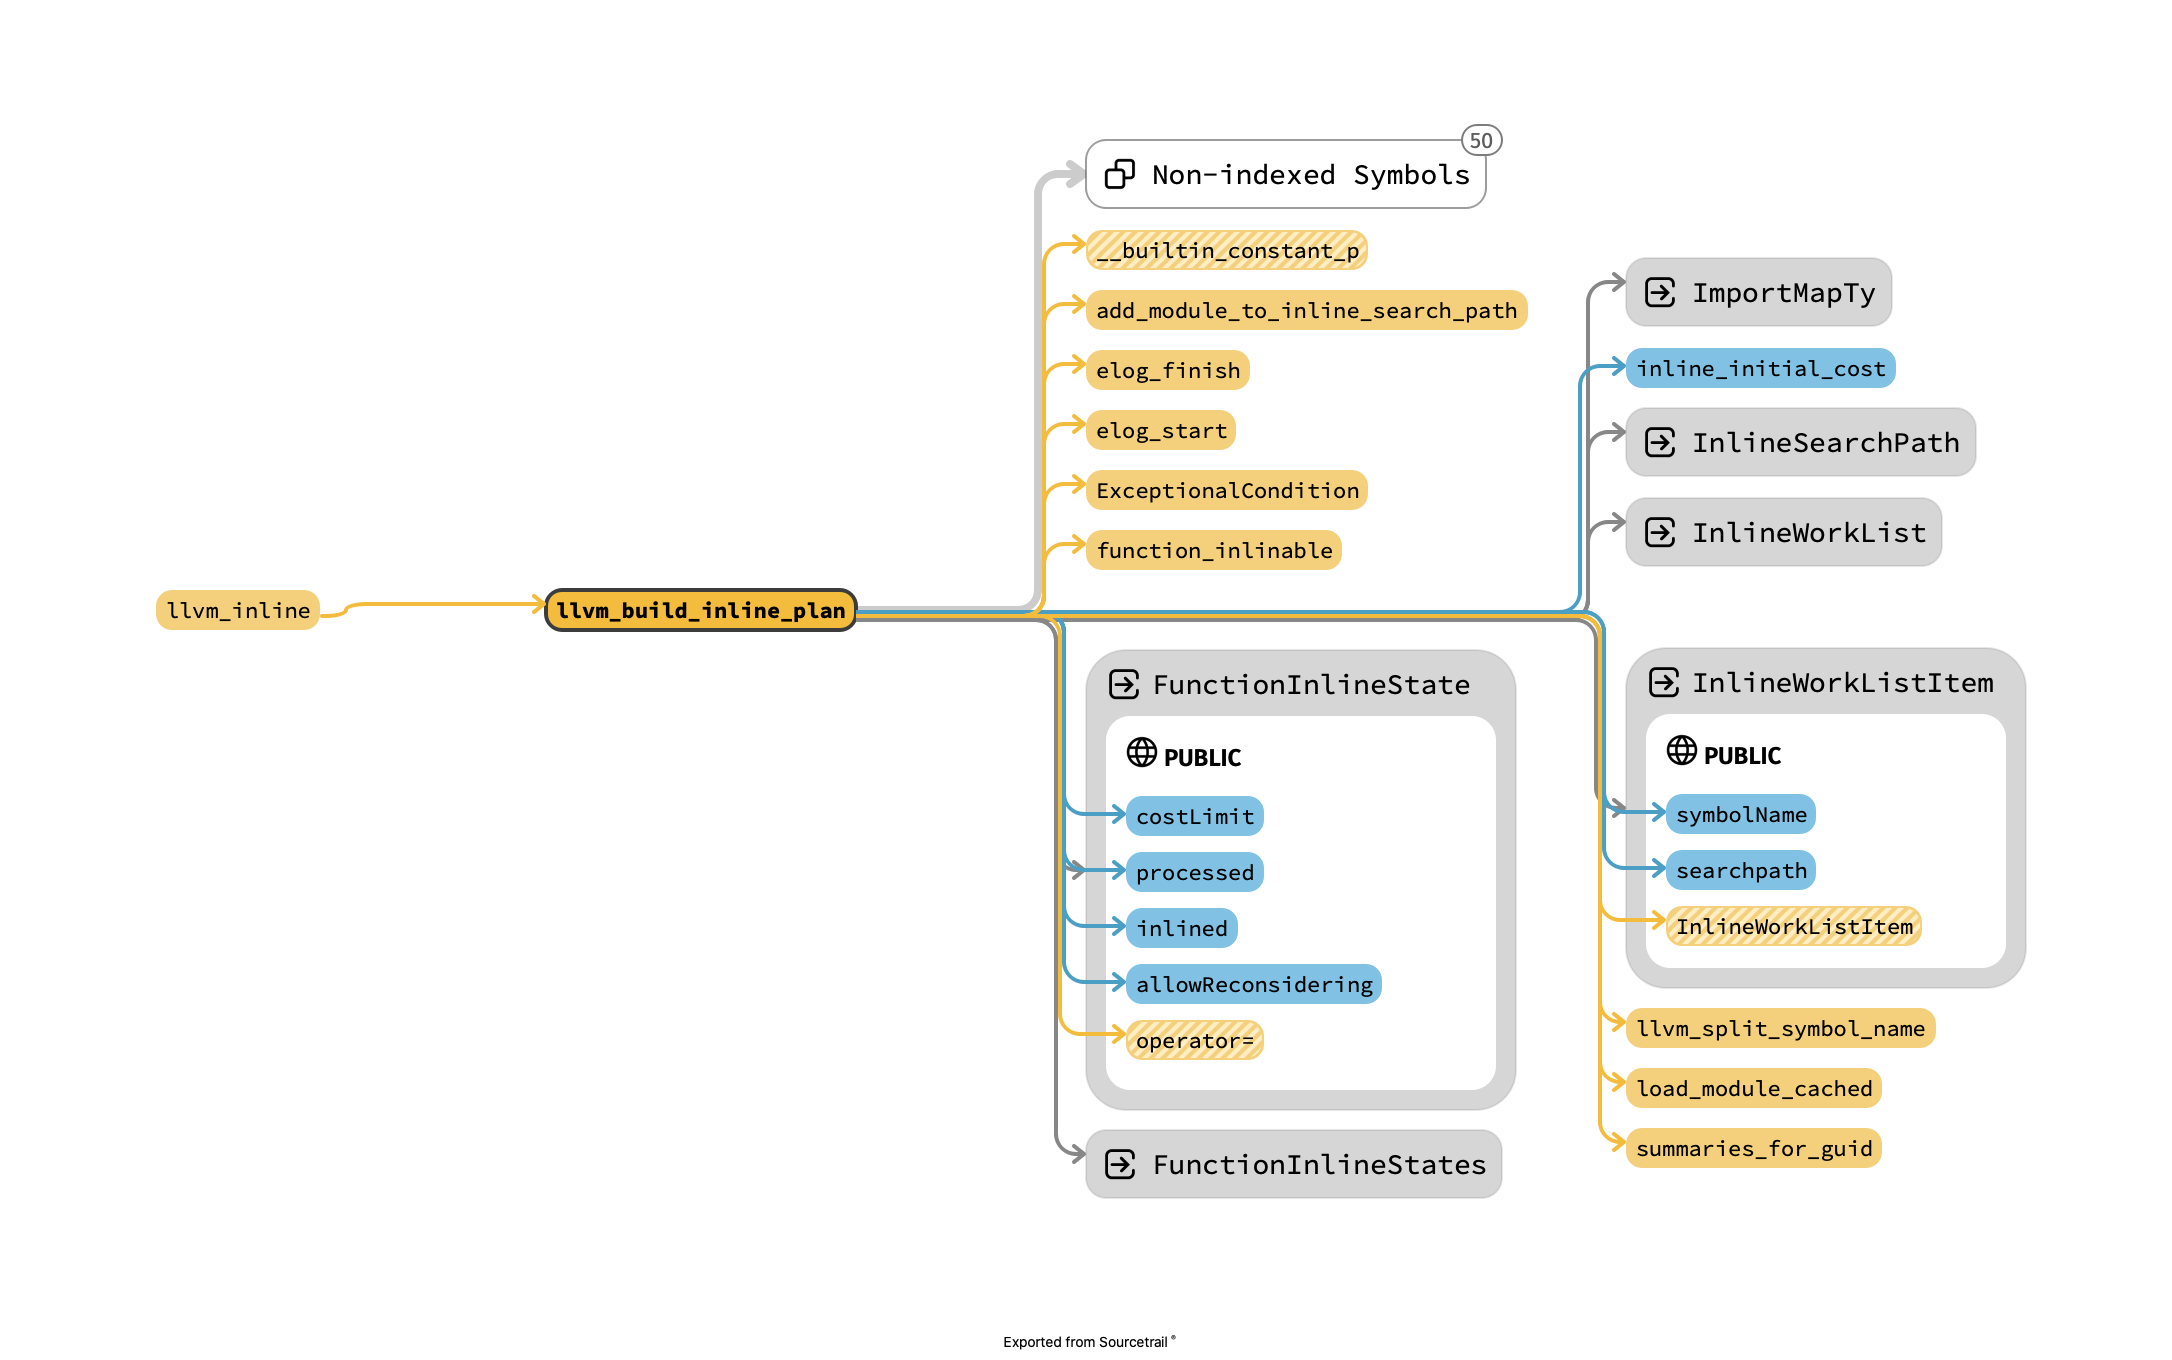 50
Non-indexed Symbols
__builtin_constant_p
add_module_to_inline_search_path
elog_finish
elog_start
ExceptionalCondition
function_inlinable
llvm_inline
llvm_build_inline_plan
FunctionInlineState
PUBLIC
costLimit
processed
inlined
allowReconsidering
operator=
FunctionInlineStates
ImportMapTy
inline_initial_cost
InlineSearchPath
InlineWorkList
InlineWorkListItem
PUBLIC
symbolName
searchpath
InlineWorkListItem
llvm_split_symbol_name
load_module_cached
summaries_for_guid
Exported from Sourcetrail ®